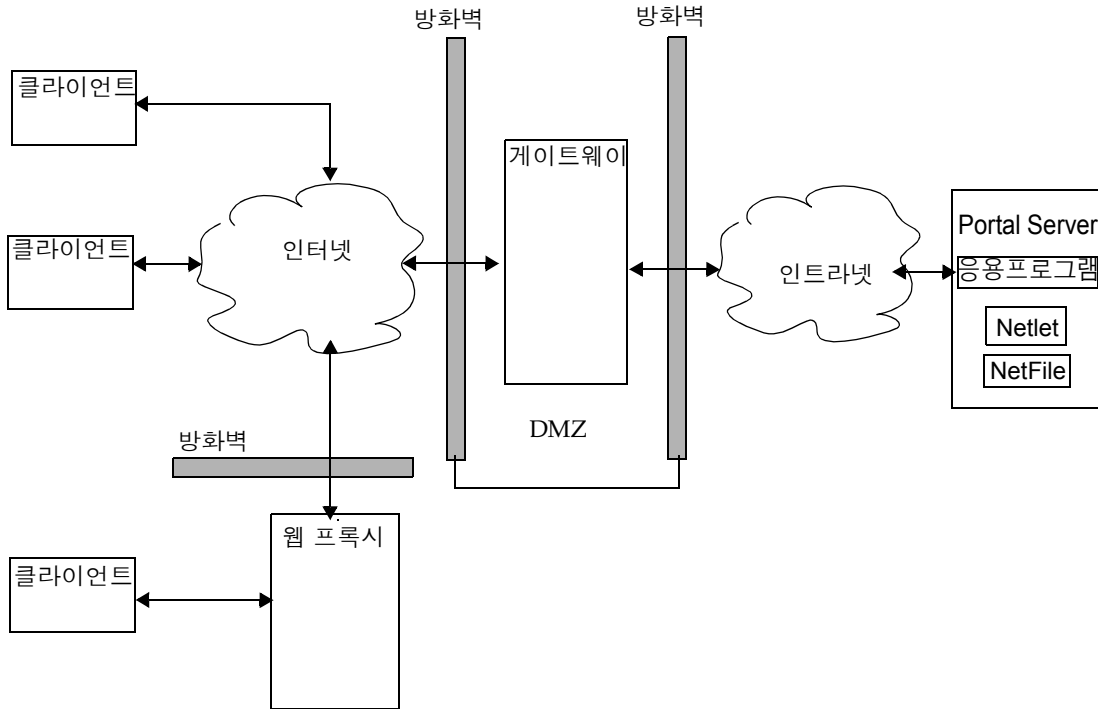 방화벽
방화벽
클라이언트
게이트웨이
클라이언트
인터넷
인트라넷
Portal Server
응용프로그램
Netlet
NetFile
DMZ
방화벽
웹 프록시
클라이언트